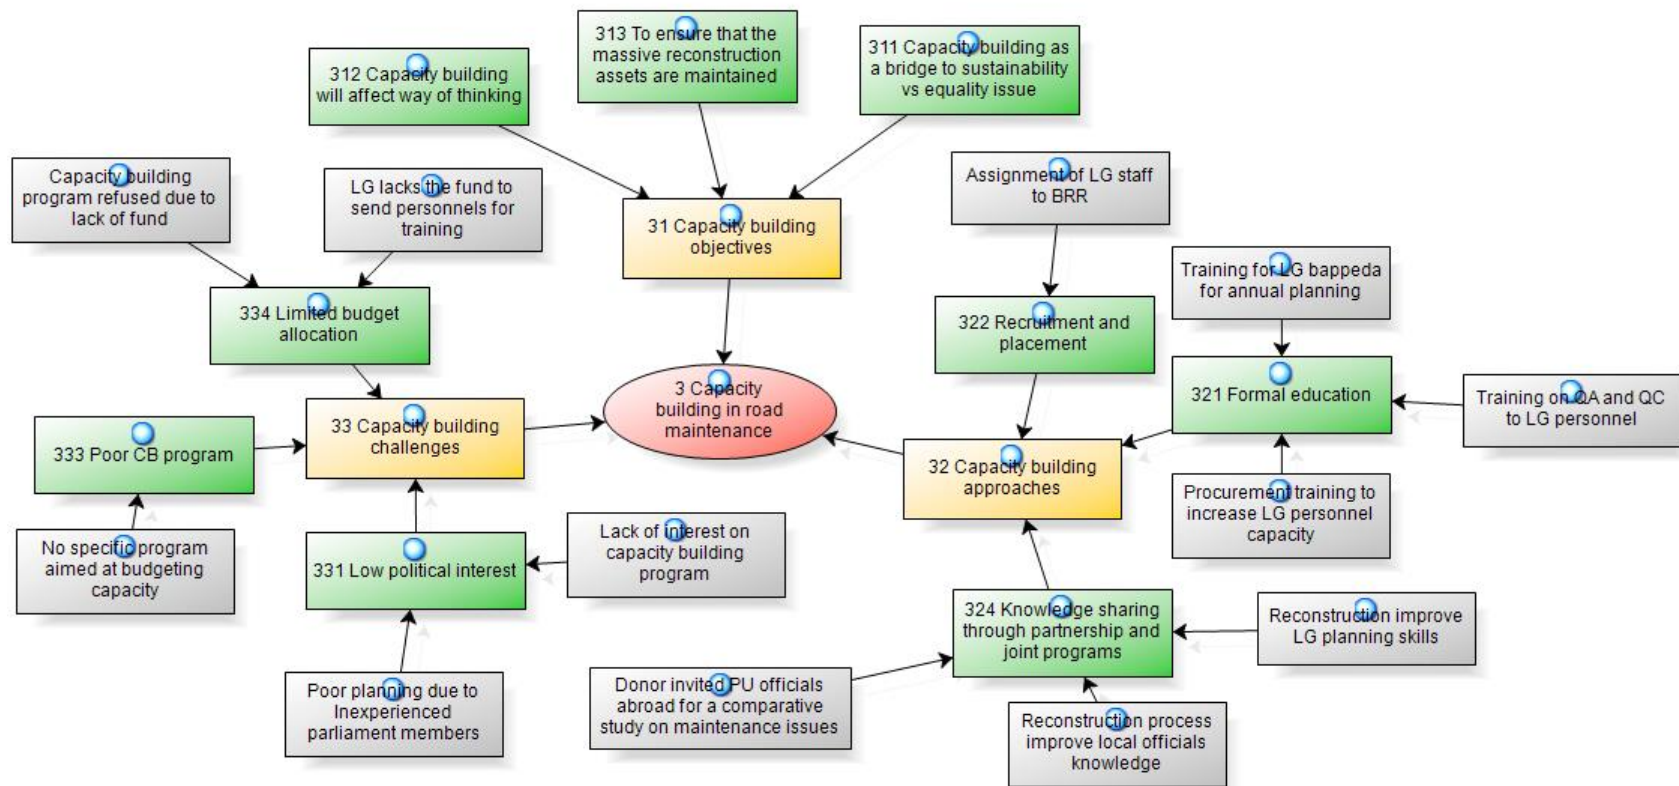 313 To ensure that the
massive reconstruction
assets are maintained
311 Capacity building as
a bridge to sustainability
vs equality issue
312 Capacity building
will affect way of thinking
Capacity building
program refused due to
lack of fund
LG lacks the fund to
send personnels for
training
Assignment of LG staff
to BRR
31 Capacity building
objectives
Training for LG bappeda
for annual planning
334 Limited budget
allocation
322 Recruitment and
placement
3 Capacity
building in road
maintenance
321 Formal education
Training on QA and QC
to LG personnel
33 Capacity building
challenges
333 Poor CB program
32 Capacity building
approaches
Procurement training to
increase LG personnel
capacity
No specific program
aimed at budgeting
capacity
331 Low political interest
Lack of interest on
capacity building
program
324 Knowledge sharing
through partnership and
joint programs
Reconstruction improve
LG planning skills
Poor planning due to
Inexperienced
parliament members
Donor invited PU officials
abroad for a comparative
study on maintenance issues
Reconstruction process
improve local officials
knowledge